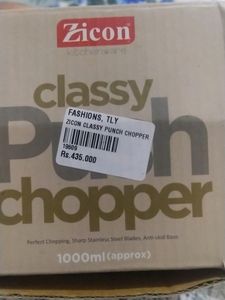 Zicon
kitchenware
classy
Punch
FASHIONS, TLY
ZICON CLASSY PUNCH CHOPPER
19609
Rs.435.000
chopper
Perfect Chopping, Sharp Stainless Steel Blades, Anti-skid Base
1000ml(approx)